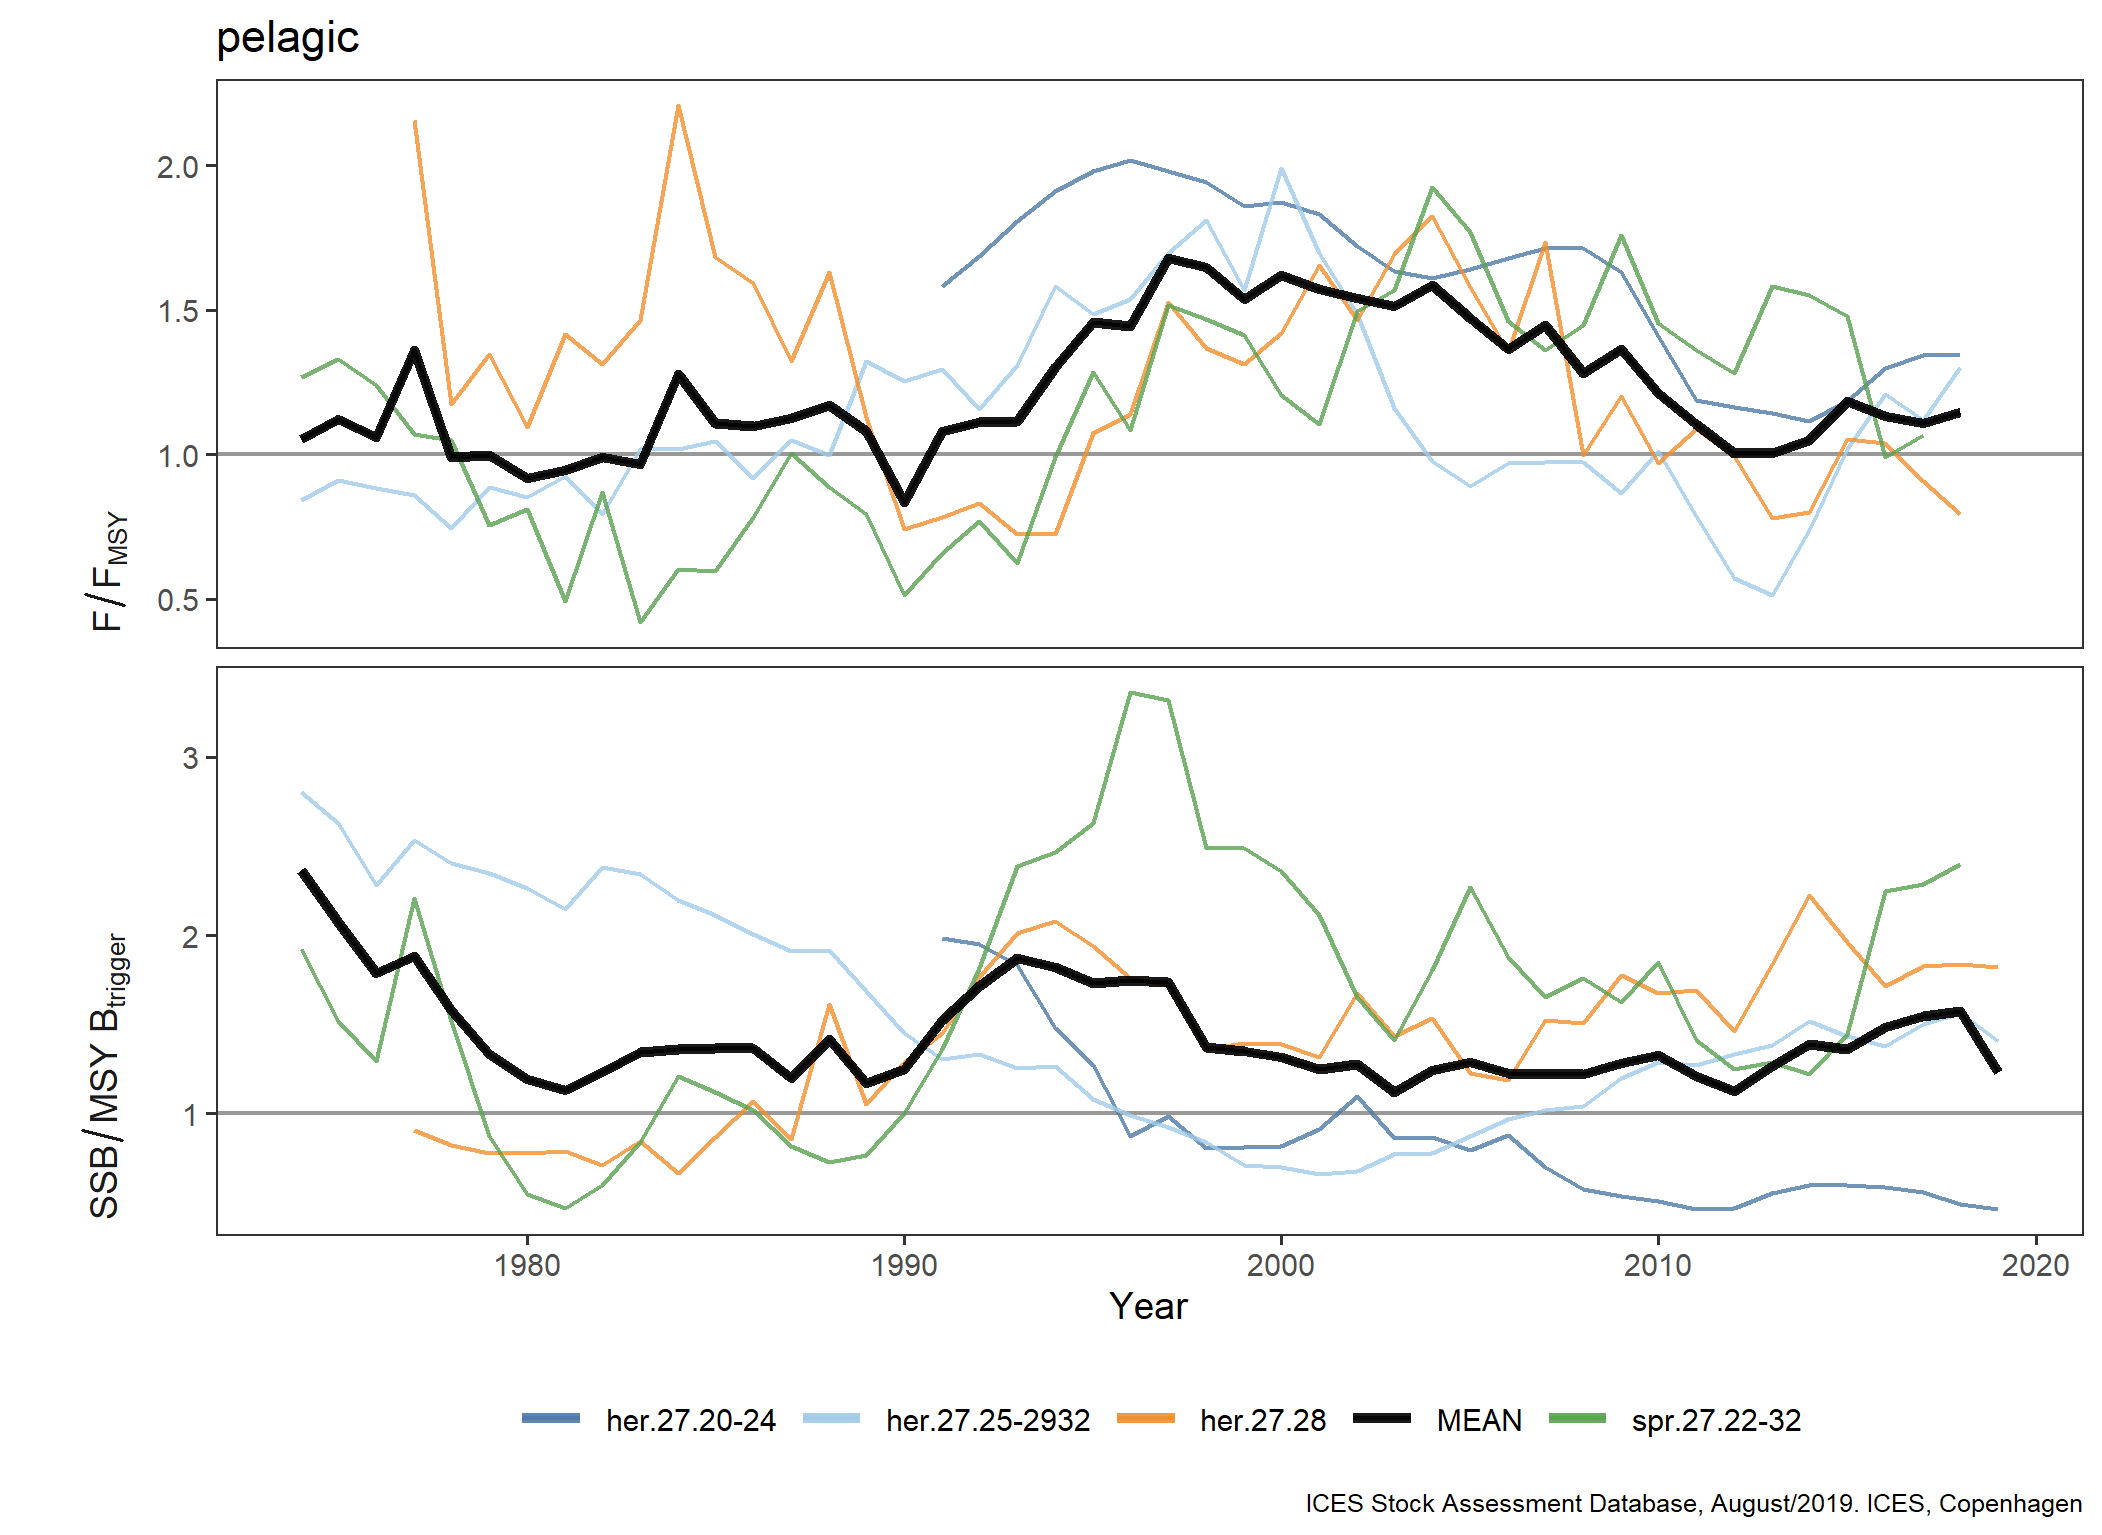 pelagic
2.0
1.5
1.0
0.5
F / FMSY
3
2
1
SSB / MSY Btrigger
1980 1990 2000 2010 2020
Year
her.27.20-24 her.27.25-2932 her.27.28 MEAN spr.27.22-32
ICES Stock Assessment Database, August/2019. ICES, Copenhagen